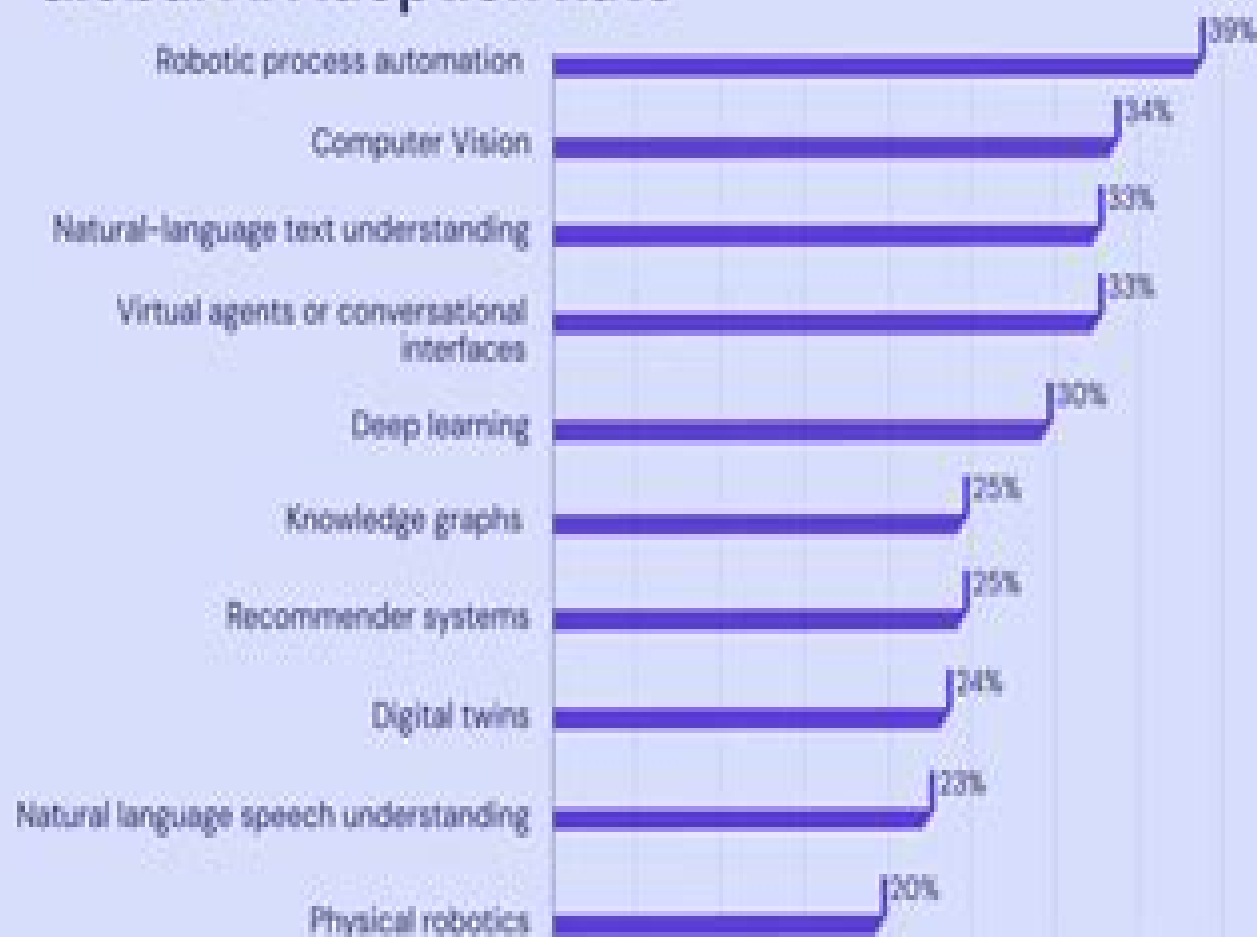 Robotic process automation 39%
Computer Vision 34%
Natural-language text understanding 33%
Virtual agents or conversational 33%
interfaces
Deep learning 30%
Knowledge graphs 25%
Recommender systems 25%
Digital twins 24%
Natural language speech understanding 23%
Physical robotics 20%